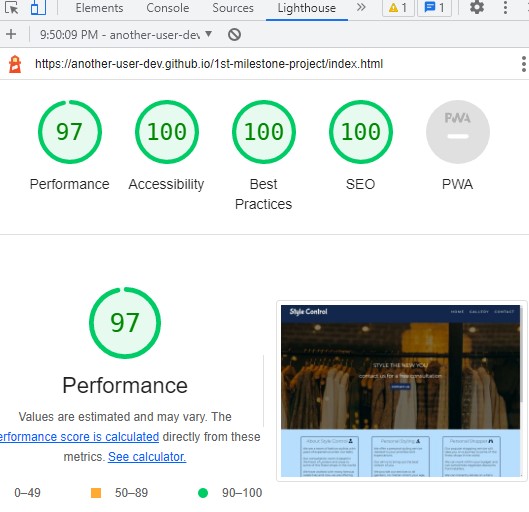 Elements Console Sources Lighthouse 1 1
9:50:09 PM - another-user-dev
https://another-user-dev.github.io/1st-milestone-project/index.html
97 100 100 100 PWA
Performance Accessibility Best Practices SEO PWA
97
Performance
Values are estimated and may vary. The
erformance score is calculated directly from these
metrics. See calculator.
0–49 50–89 90–100
Style Control HOME GALLERY CONTACT
STYLE THE NEW YOU
contact us for a free consultation
About Style Control Personal Styling Personal Shopper